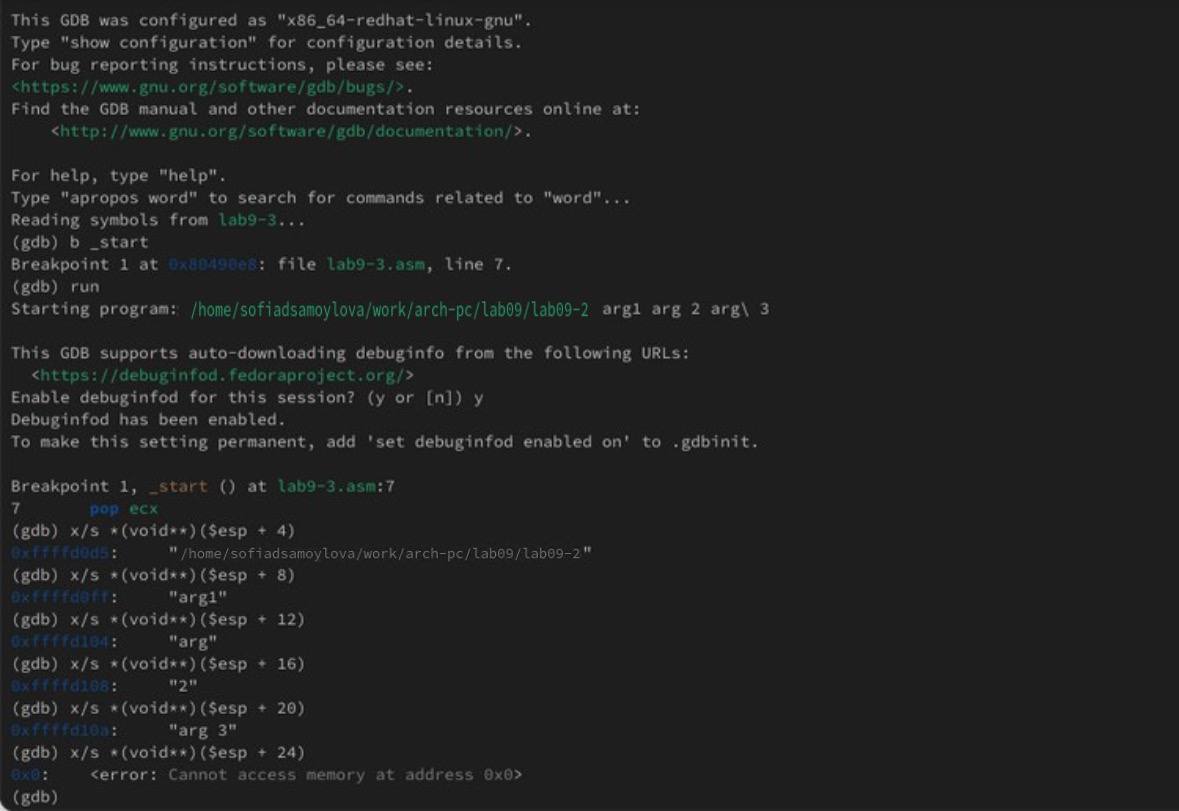 This GDB was configured as "x86_64-redhat-linux-gnu".
Type "show configuration" for configuration details.
For bug reporting instructions, please see:
<https://www.gnu.org/software/gdb/bugs/>.
Find the GDB manual and other documentation resources online at:
<http://www.gnu.org/software/gdb/documentation/>.
For help, type "help".
Type "apropos word" to search for commands related to "word"...
Reading symbols from lab9-3...
(gdb) b _start
Breakpoint 1 at 0x80490e8: file lab9-3.asm, line 7.
(gdb) run
Starting program: /home/sofiadsamoylova/work/arch-pc/lab09/lab09-2 arg1 arg 2 arg\ 3
This GDB supports auto-downloading debuginfo from the following URLs:
<https://debuginfod.fedoraproject.org/>
Enable debuginfod for this session? (y or [n]) y
Debuginfod has been enabled.
To make this setting permanent, add 'set debuginfod enabled on' to .gdbinit.
Breakpoint 1, _start () at lab9-3.asm:7
7 pop ecx
(gdb) x/s *(void**)($esp + 4)
0xffffd0d5: "/home/sofiadsamoylova/work/arch-pc/lab09/lab09-2"
(gdb) x/s *(void**)($esp + 8)
0xffffd0ff: "arg1"
(gdb) x/s *(void**)($esp + 12)
0xffffd104: "arg"
(gdb) x/s *(void**)($esp + 16)
0xffffd108: "2"
(gdb) x/s *(void**)($esp + 20)
0xffffd10a: "arg 3"
(gdb) x/s *(void**)($esp + 24)
0x0: <error: Cannot access memory at address 0x0>
(gdb)